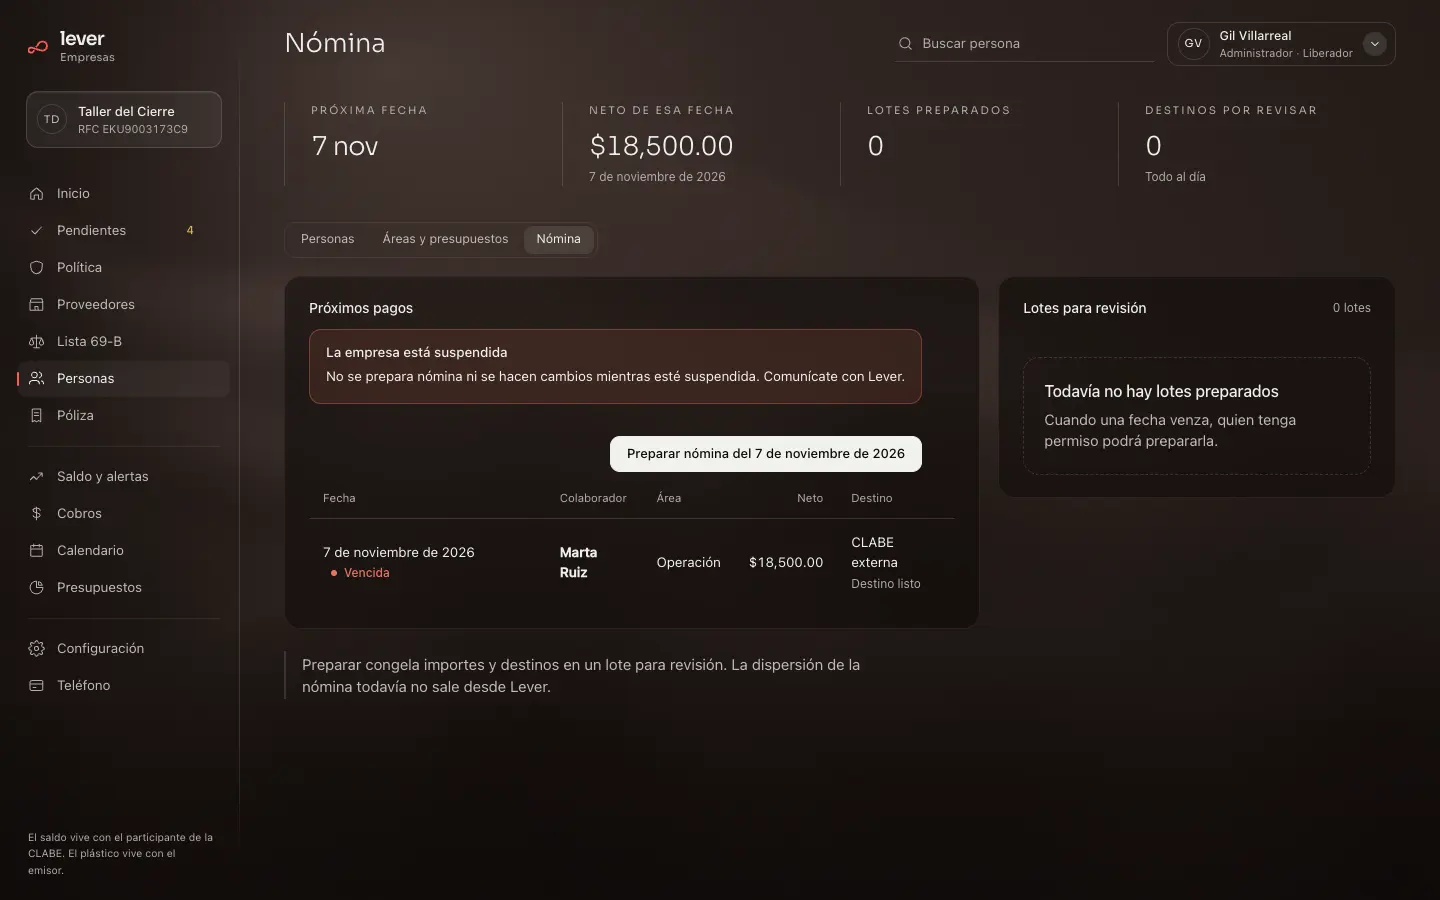 lever
Empresas
TD
Taller del Cierre
RFC EKU9003173C9
Inicio
Pendientes 4
Política
Proveedores
Lista 69-B
Personas
Póliza
Saldo y alertas
Cobros
Calendario
Presupuestos
Configuración
Teléfono
El saldo vive con el participante de la
CLABE. El plástico vive con el
emisor.
Nómina
Buscar persona
GV
Gil Villarreal
Administrador · Liberador
PRÓXIMA FECHA
7 nov
NETO DE ESA FECHA
$18,500.00
7 de noviembre de 2026
LOTES PREPARADOS
0
DESTINOS POR REVISAR
0
Todo al día
Personas Áreas y presupuestos Nómina
Próximos pagos
La empresa está suspendida
No se prepara nómina ni se hacen cambios mientras esté suspendida. Comunícate con Lever.
Preparar nómina del 7 de noviembre de 2026
Fecha Colaborador Área Neto Destino
7 de noviembre de 2026
Vencida
Marta
Ruiz
Operación
$18,500.00
CLABE
externa
Destino listo
Lotes para revisión 0 lotes
Todavía no hay lotes preparados
Cuando una fecha venza, quien tenga
permiso podrá prepararla.
Preparar congela importes y destinos en un lote para revisión. La dispersión de la
nómina todavía no sale desde Lever.